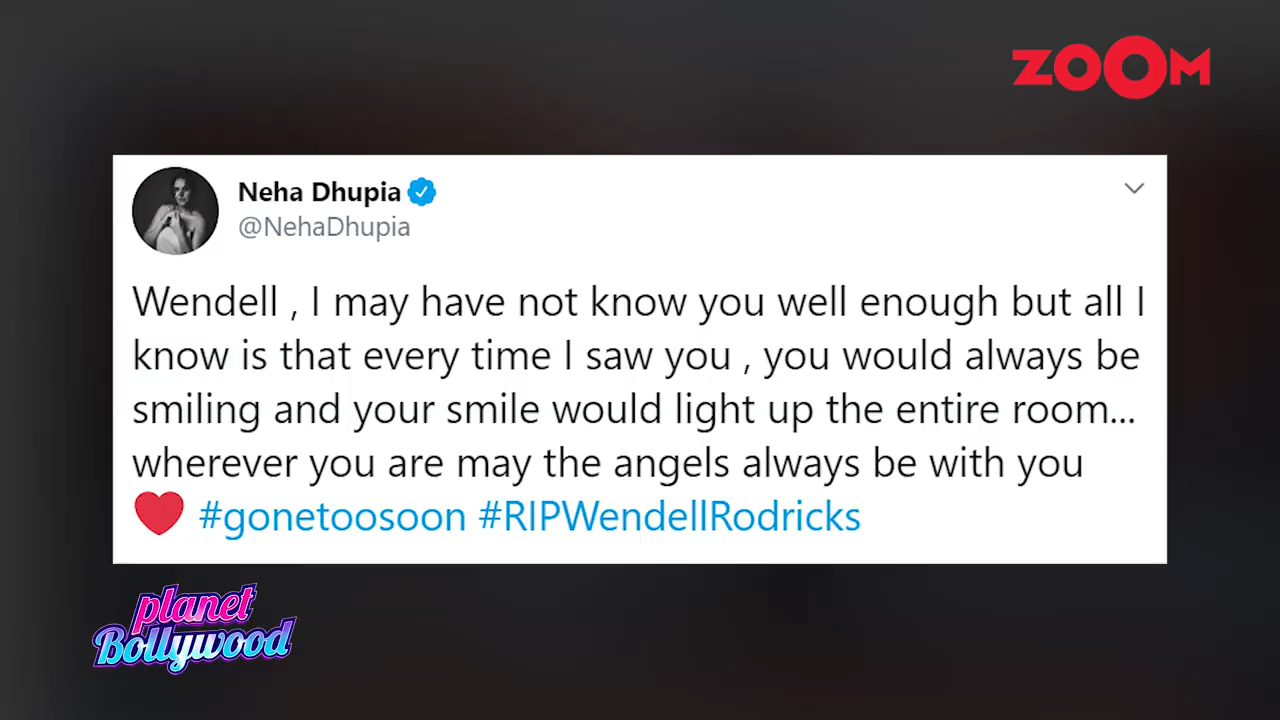 ZOOM
Neha Dhupia
@NehaDhupia
Wendell , I may have not know you well enough but all I
know is that every time I saw you , you would always be
smiling and your smile would light up the entire room...
wherever you are may the angels always be with you
❤ #gonetoosoon #RIPWendellRodricks
planet
Bollywood